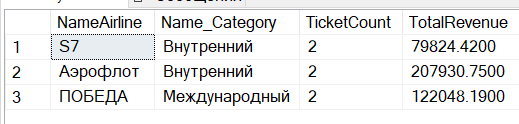 NameAirline Name_Category TicketCount TotalRevenue
1 S7 Внутренний 2 79824.4200
2 Аэрофлот Внутренний 2 207930.7500
3 ПОБЕДА Международный 2 122048.1900